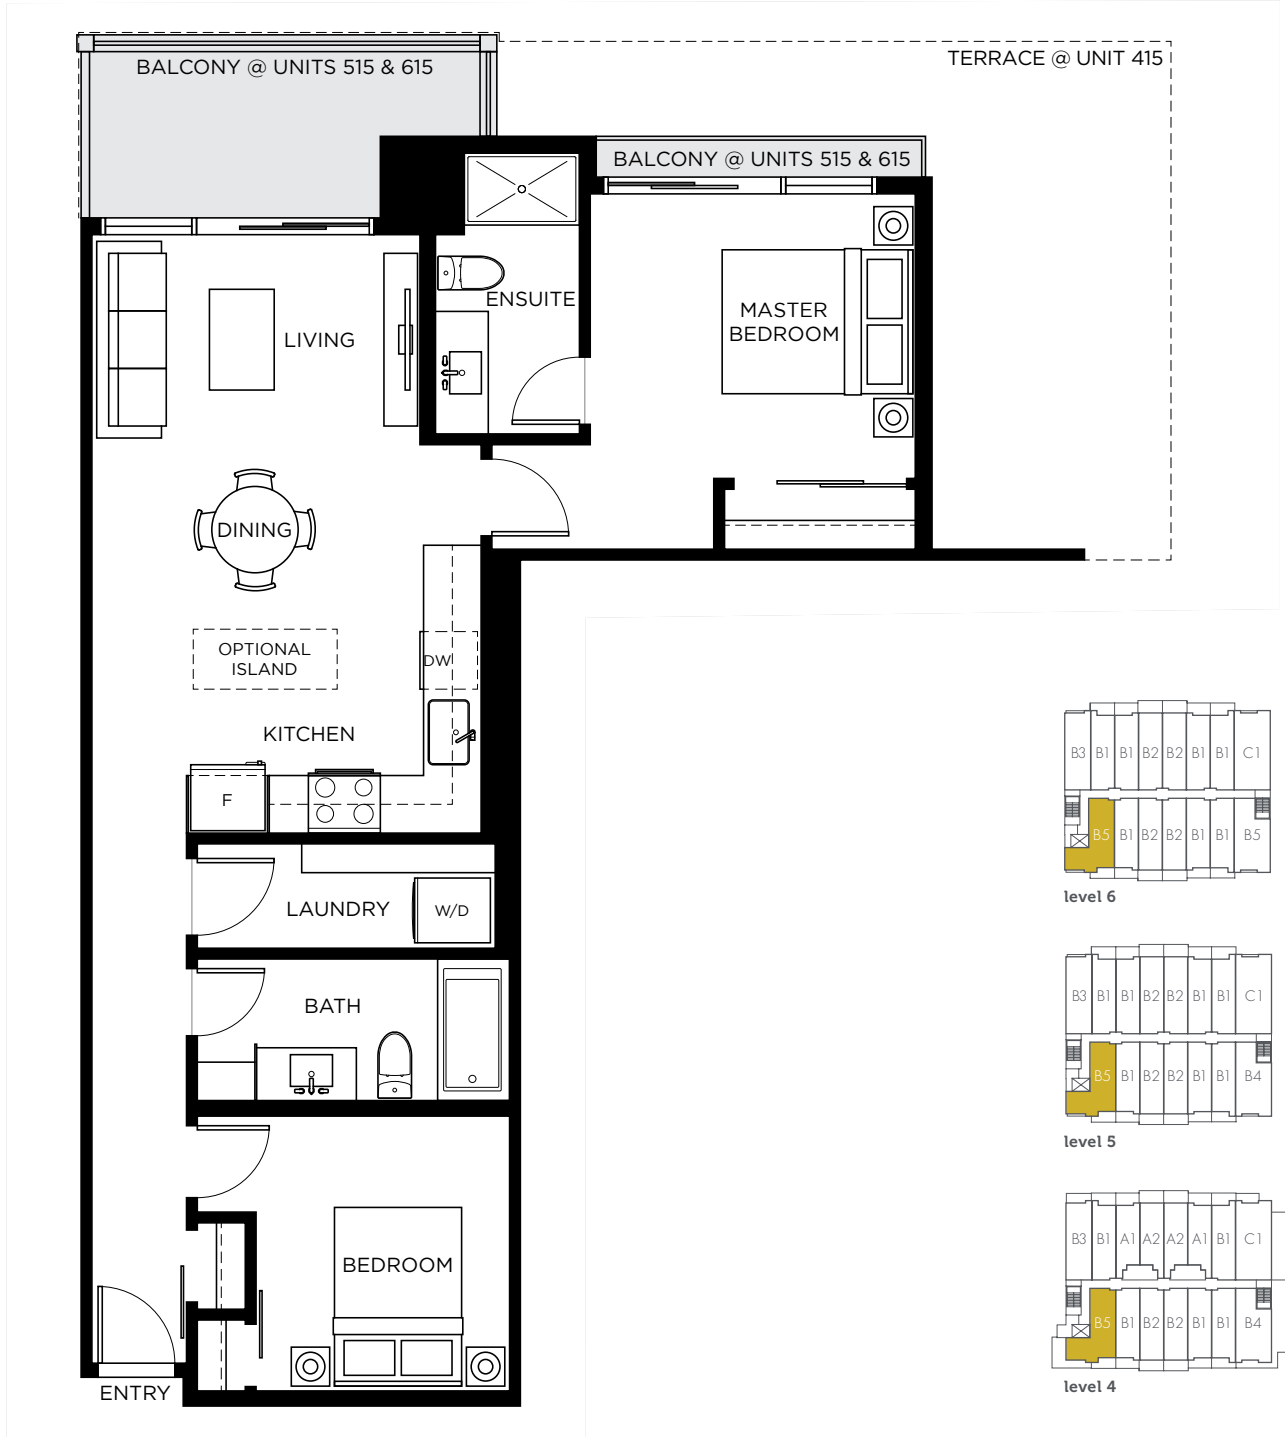 BALCONY @ UNITS 515 & 615
TERRACE @ UNIT 415
BALCONY @ UNITS 515 & 615
ENSUITE
MASTER
BEDROOM
LIVING
DINING
OPTIONAL
ISLAND
DW
KITCHEN
F
LAUNDRY
W/D
BATH
BEDROOM
ENTRY
B3 B1 B1 B2 B2 B1 B1 C1
B5 B1 B2 B2 B1 B1 B5
level 6
B3 B1 B1 B2 B2 B1 B1 C1
B5 B1 B2 B2 B1 B1 B4
level 5
B3 B1 A1 A2 A2 A1 B1 C1
B5 B1 B2 B2 B1 B1 B4
level 4